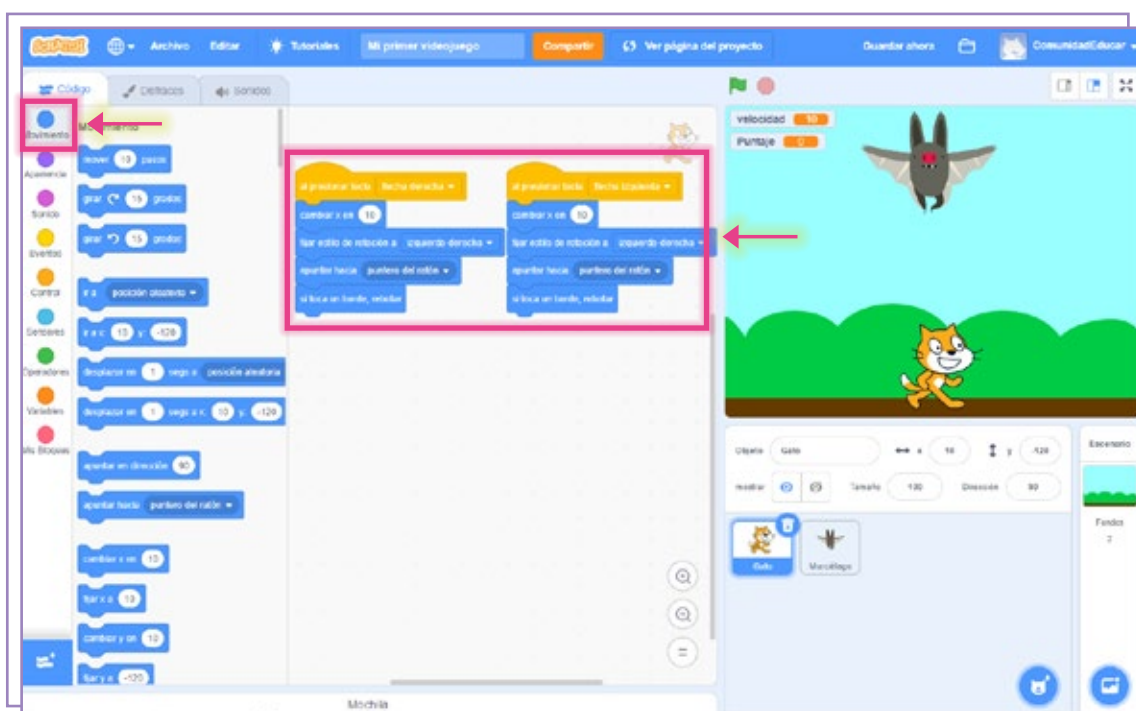 SCRATCH
Archivo
Editar
Tutoriales
Mi primer videojuego
Compartir
Ver página del proyecto
Guardar ahora
ComunidadEducar
Código
Disfraces
Sonidos
Movimiento
Apariencia
Sonido
Eventos
Control
Sensores
Operadores
Variables
Mis Bloques
Movimiento
mover 10 pasos
girar 15 grados
girar 15 grados
ir a posición aleatoria
ir a x: 10 y: -120
deslizar en 1 segs a posición aleatoria
deslizar en 1 segs a x: 10 y: -120
apuntar en dirección 90
apuntar hacia puntero del ratón
cambiar x en 10
fijar x a 10
cambiar y en 10
fijar y a -120
al presionar tecla flecha derecha
cambiar x en 10
fijar estilo de rotación a izquierda-derecha
apuntar hacia puntero del ratón
si toca un borde, rebotar
al presionar tecla flecha izquierda
cambiar x en 10
fijar estilo de rotación a izquierda-derecha
apuntar hacia puntero del ratón
si toca un borde, rebotar
Mochila
velocidad 10
Puntaje 0
Objeto Gato x 10 y -120
mostrar Tamaño 100 Dirección 90
Gato
Murciélago
Escenario
Fondos
2